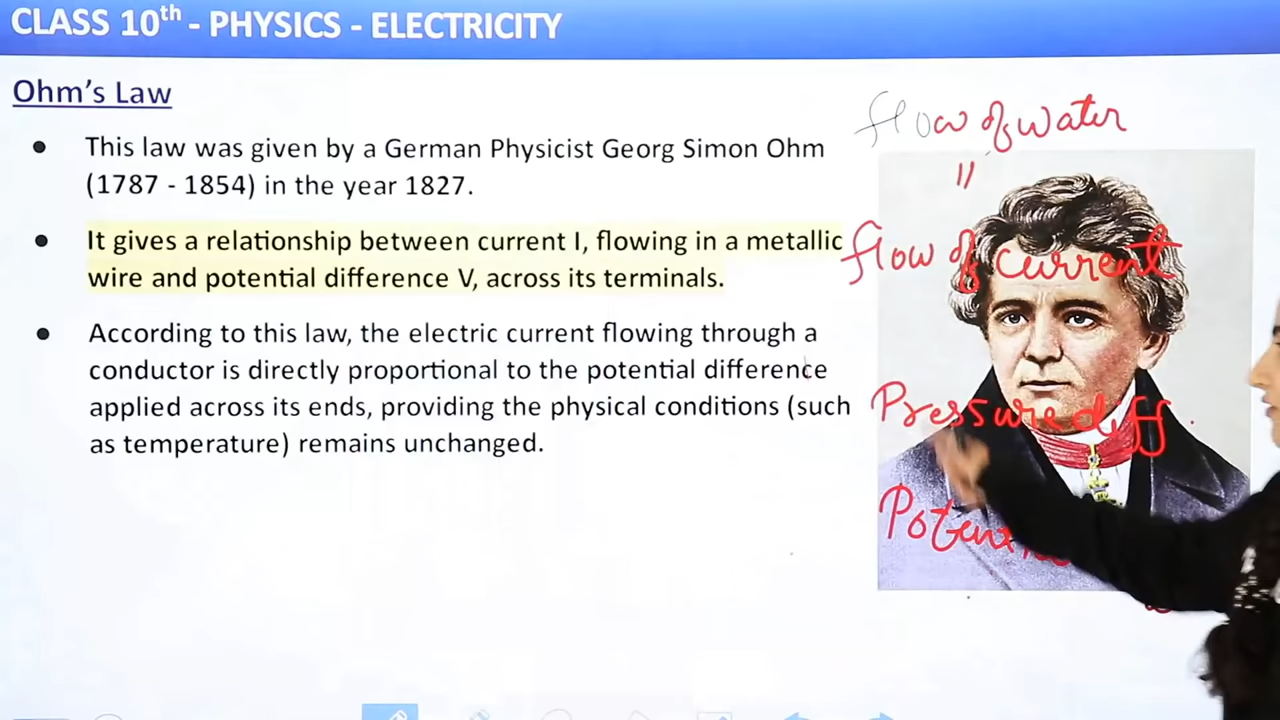 CLASS 10th - PHYSICS - ELECTRICITY
Ohm's Law
● This law was given by a German Physicist Georg Simon Ohm
(1787 - 1854) in the year 1827.
● It gives a relationship between current I, flowing in a metallic
wire and potential difference V, across its terminals.
● According to this law, the electric current flowing through a
conductor is directly proportional to the potential difference
applied across its ends, providing the physical conditions (such
as temperature) remains unchanged.
flow of water
"
flow of current
Pressure diff.